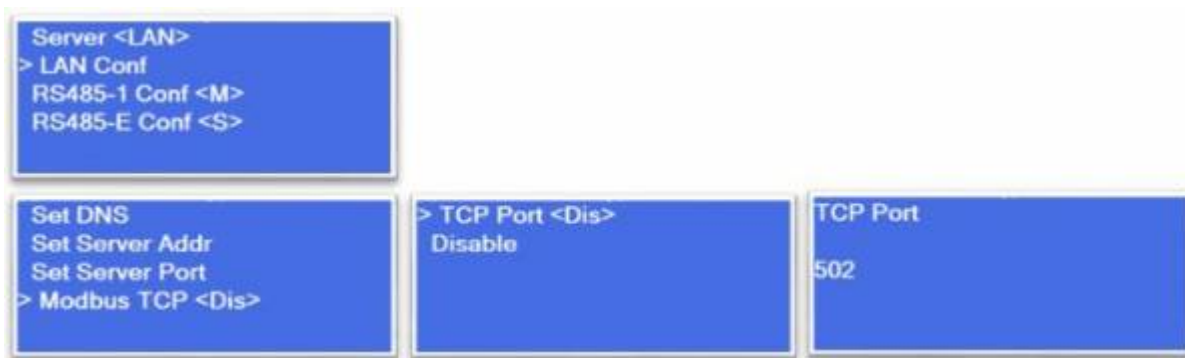 Server <LAN>
> LAN Conf
RS485-1 Conf <M>
RS485-E Conf <S>
Set DNS
Set Server Addr
Set Server Port
> Modbus TCP <Dis>
> TCP Port <Dis>
Disable
TCP Port
502